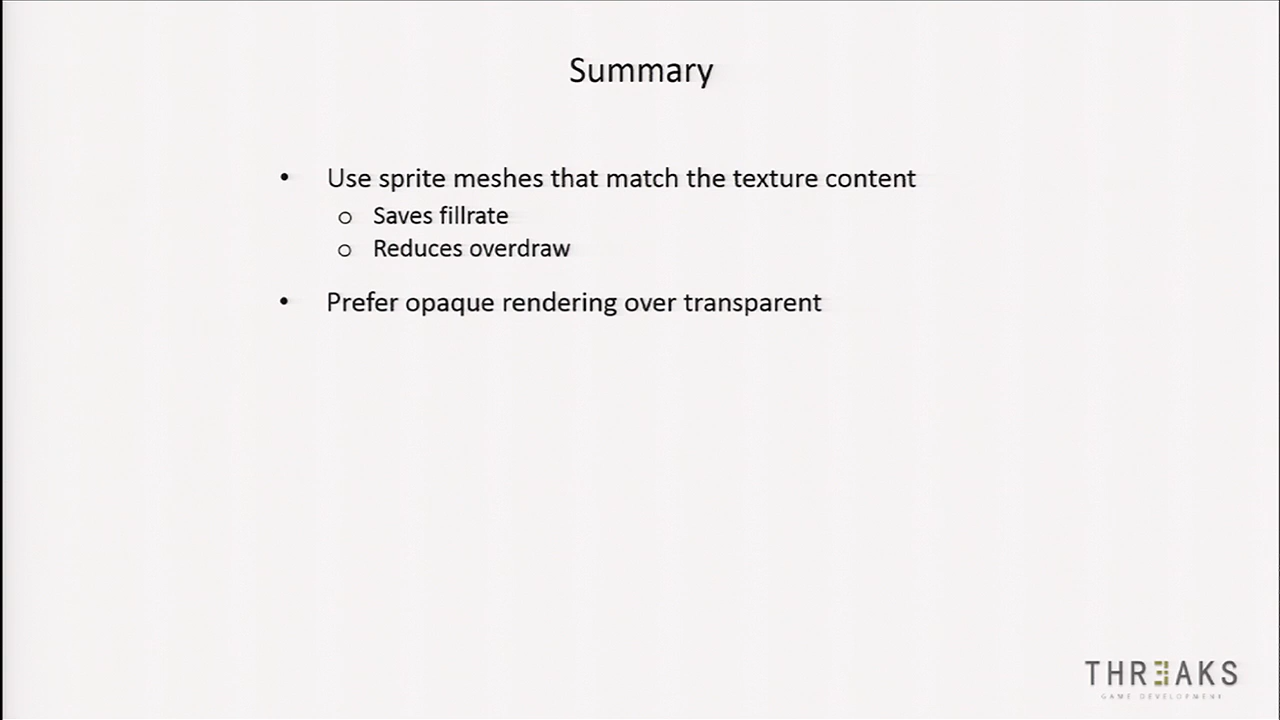 Summary
• Use sprite meshes that match the texture content
o Saves fillrate
o Reduces overdraw
• Prefer opaque rendering over transparent
THREAKS
GAME DEVELOPMENT